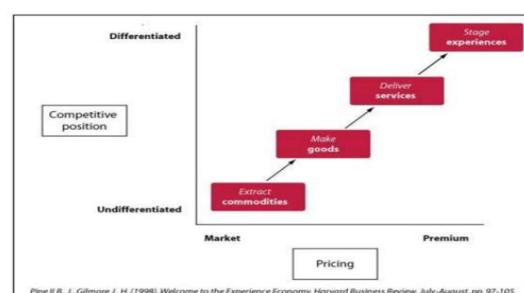 Differentiated
Stage
experiences
Deliver
services
Competitive
position
Make
goods
Extract
commodities
Undifferentiated
Market
Premium
Pricing
Pine II B. J., Gilmore J. H. (1998). Welcome to the Experience Economy. Harvard Business Review, July-August, pp. 97-105.